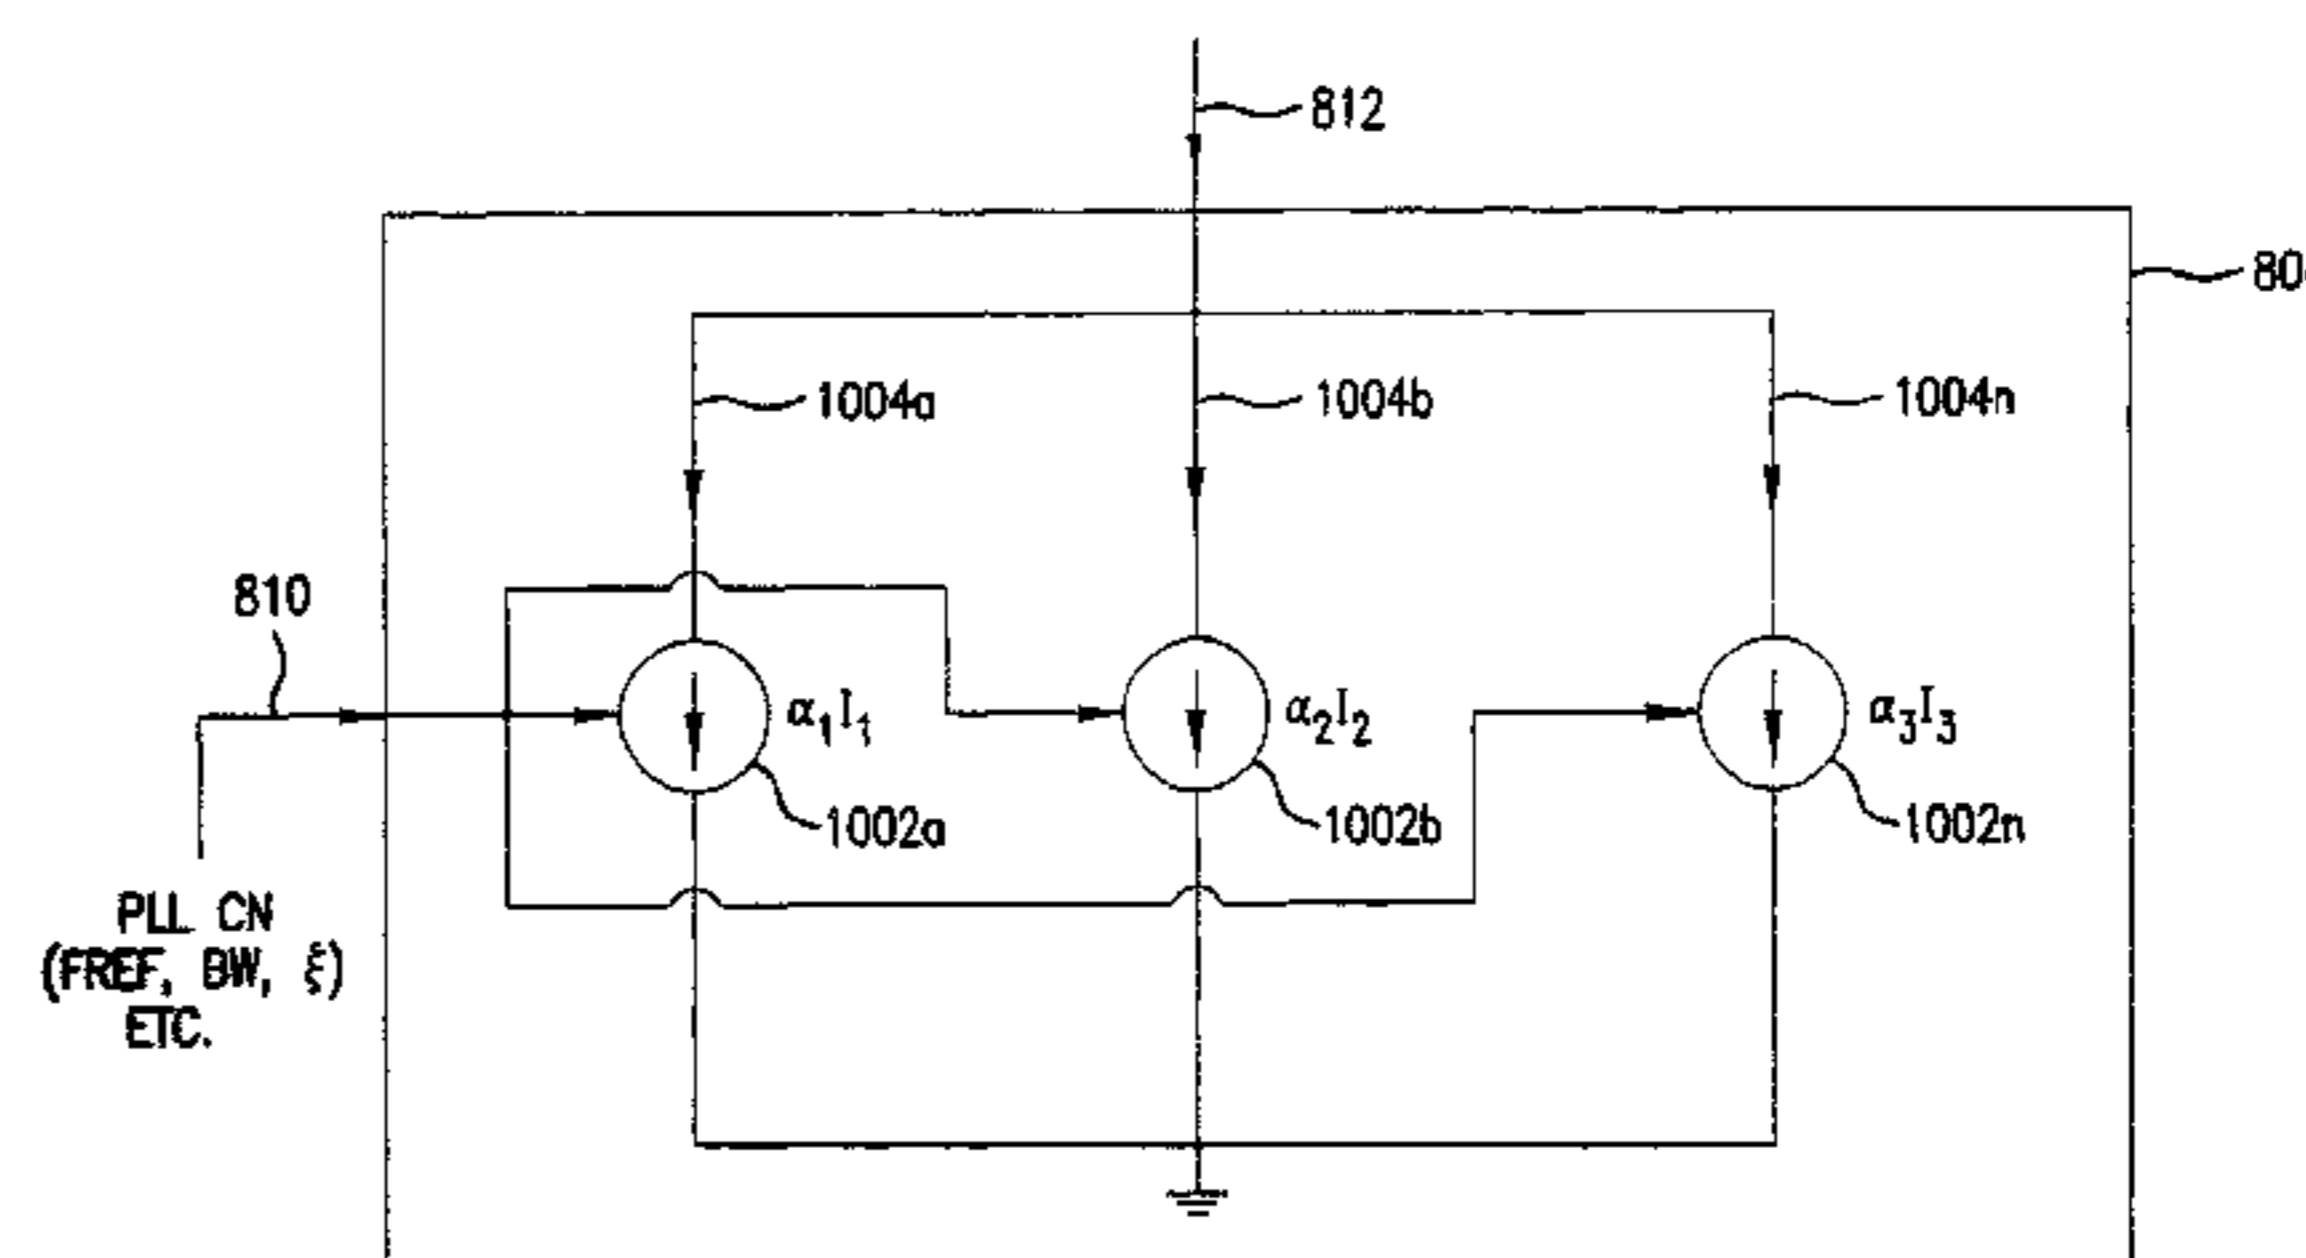 812
80
1004a
1004b
1004n
810
α₁I₁
α₂I₂
α₃I₃
1002a
1002b
1002n
PLL CN
(FREF, BW, ξ)
ETC.